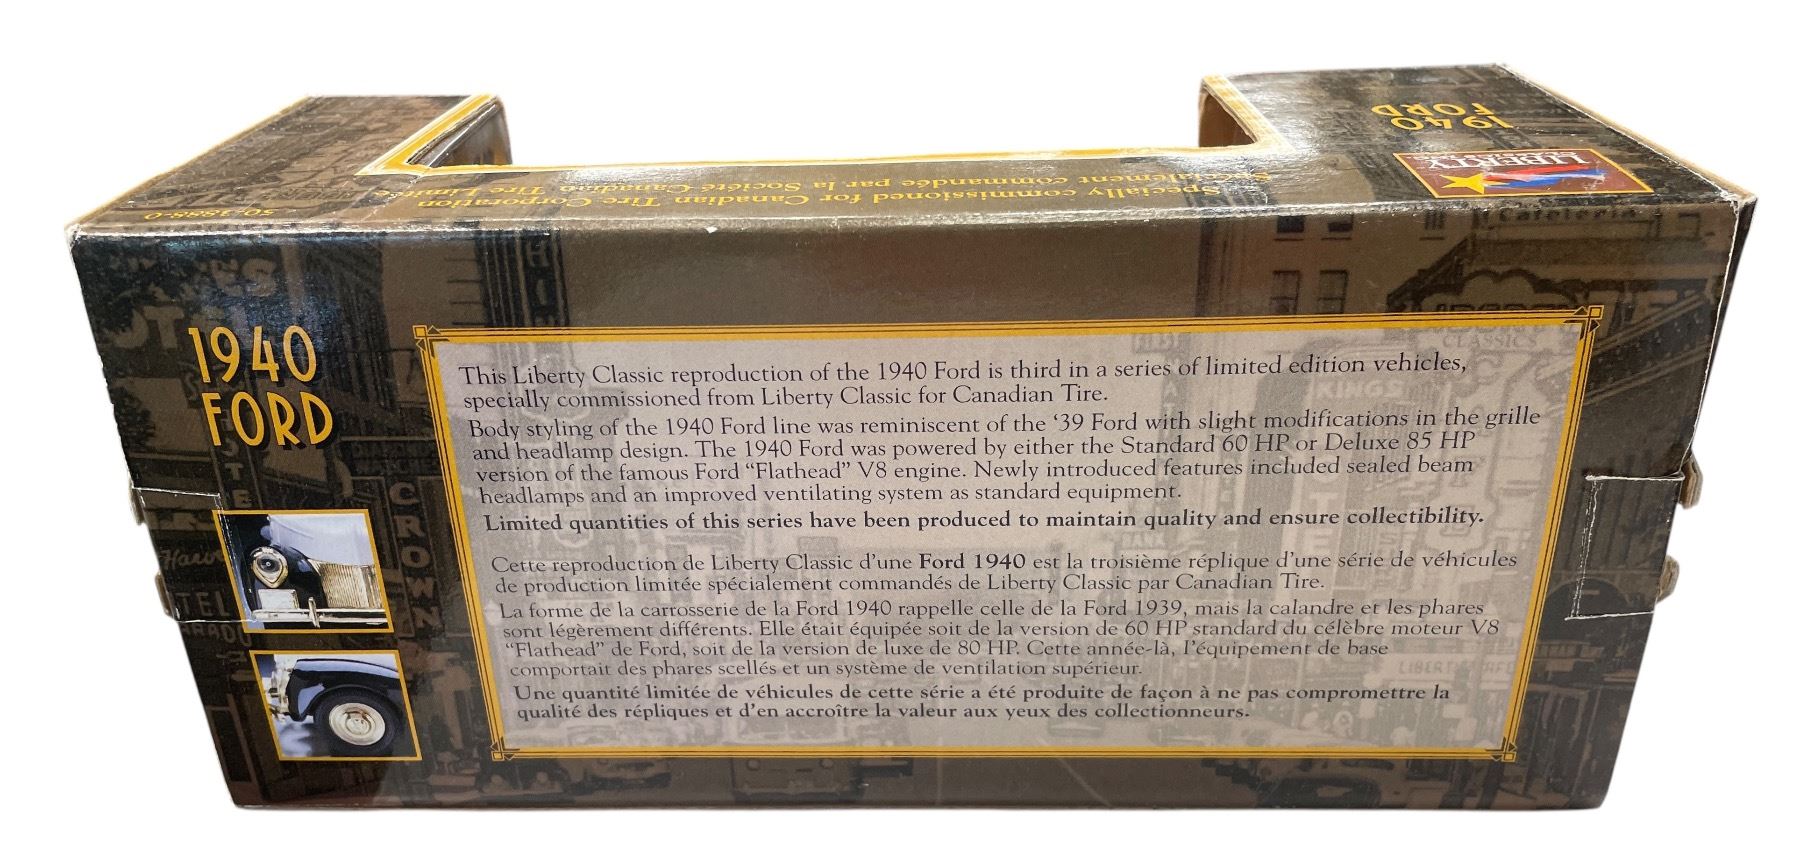 1940
FORD
LIBERTY
Specially commissioned for Canadian Tire Corporation
Spécialement commandée par la Société Canadian Tire Limitée
50-3888-0
1940
FORD
This Liberty Classic reproduction of the 1940 Ford is third in a series of limited edition vehicles,
specially commissioned from Liberty Classic for Canadian Tire.
Body styling of the 1940 Ford line was reminiscent of the ‘39 Ford with slight modifications in the grille
and headlamp design. The 1940 Ford was powered by either the Standard 60 HP or Deluxe 85 HP
version of the famous Ford “Flathead” V8 engine. Newly introduced features included sealed beam
headlamps and an improved ventilating system as standard equipment.
Limited quantities of this series have been produced to maintain quality and ensure collectibility.
Cette reproduction de Liberty Classic d’une Ford 1940 est la troisième réplique d’une série de véhicules
de production limitée spécialement commandés de Liberty Classic par Canadian Tire.
La forme de la carrosserie de la Ford 1940 rappelle celle de la Ford 1939, mais la calandre et les phares
sont légèrement différents. Elle était équipée soit de la version de 60 HP standard du célèbre moteur V8
“Flathead” de Ford, soit de la version de luxe de 80 HP. Cette année-là, l’équipement de base
comportait des phares scellés et un système de ventilation supérieur.
Une quantité limitée de véhicules de cette série a été produite de façon à ne pas compromettre la
qualité des répliques et d’en accroître la valeur aux yeux des collectionneurs.
CROWN
Cafeteria
CLASSICS
KINGS